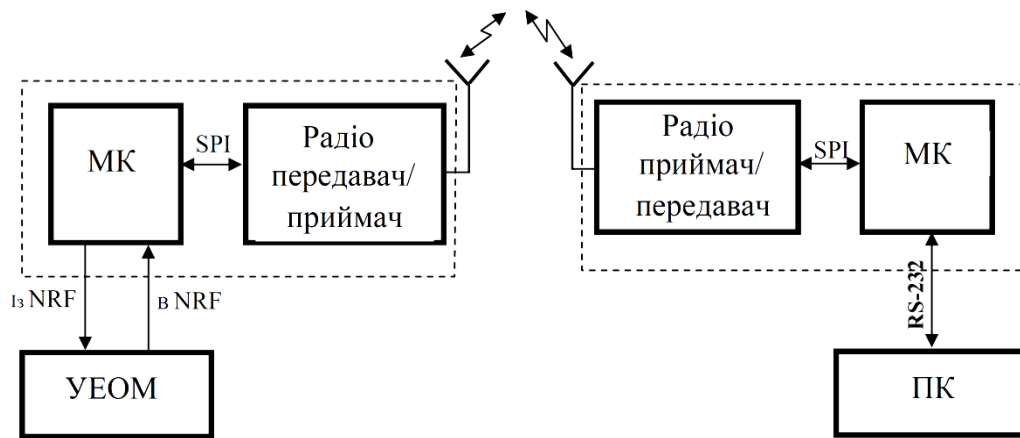 МК
SPI
Радіо
передавач/
приймач
Радіо
приймач/
передавач
SPI
МК
Із NRF
В NRF
RS-232
УЕОМ
ПК